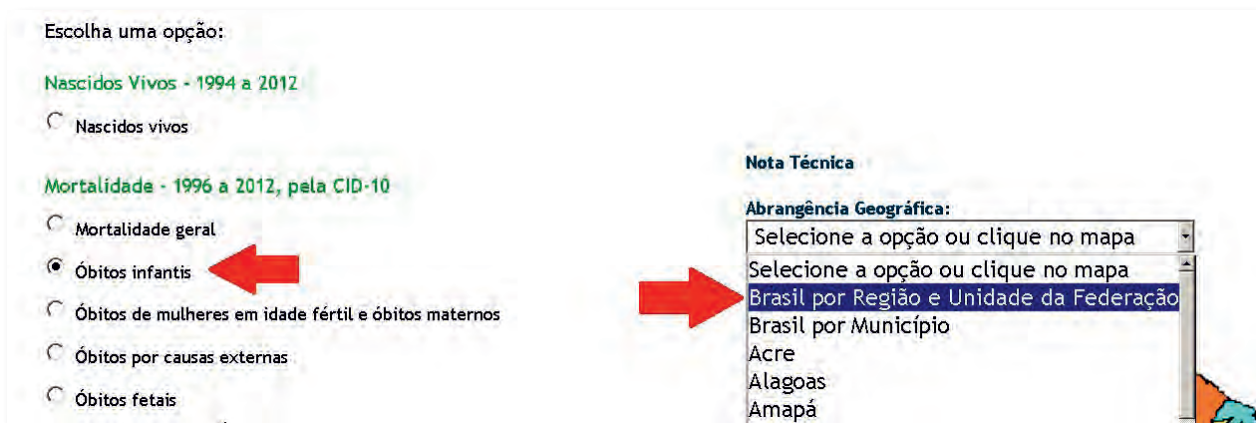 Escolha uma opção:
Nascidos Vivos - 1994 a 2012
Nascidos vivos
Mortalidade - 1996 a 2012, pela CID-10
Mortalidade geral
Óbitos infantis
Óbitos de mulheres em idade fértil e óbitos maternos
Óbitos por causas externas
Óbitos fetais
Nota Técnica
Abrangência Geográfica:
Selecione a opção ou clique no mapa
Selecione a opção ou clique no mapa
Brasil por Região e Unidade da Federação
Brasil por Município
Acre
Alagoas
Amapá